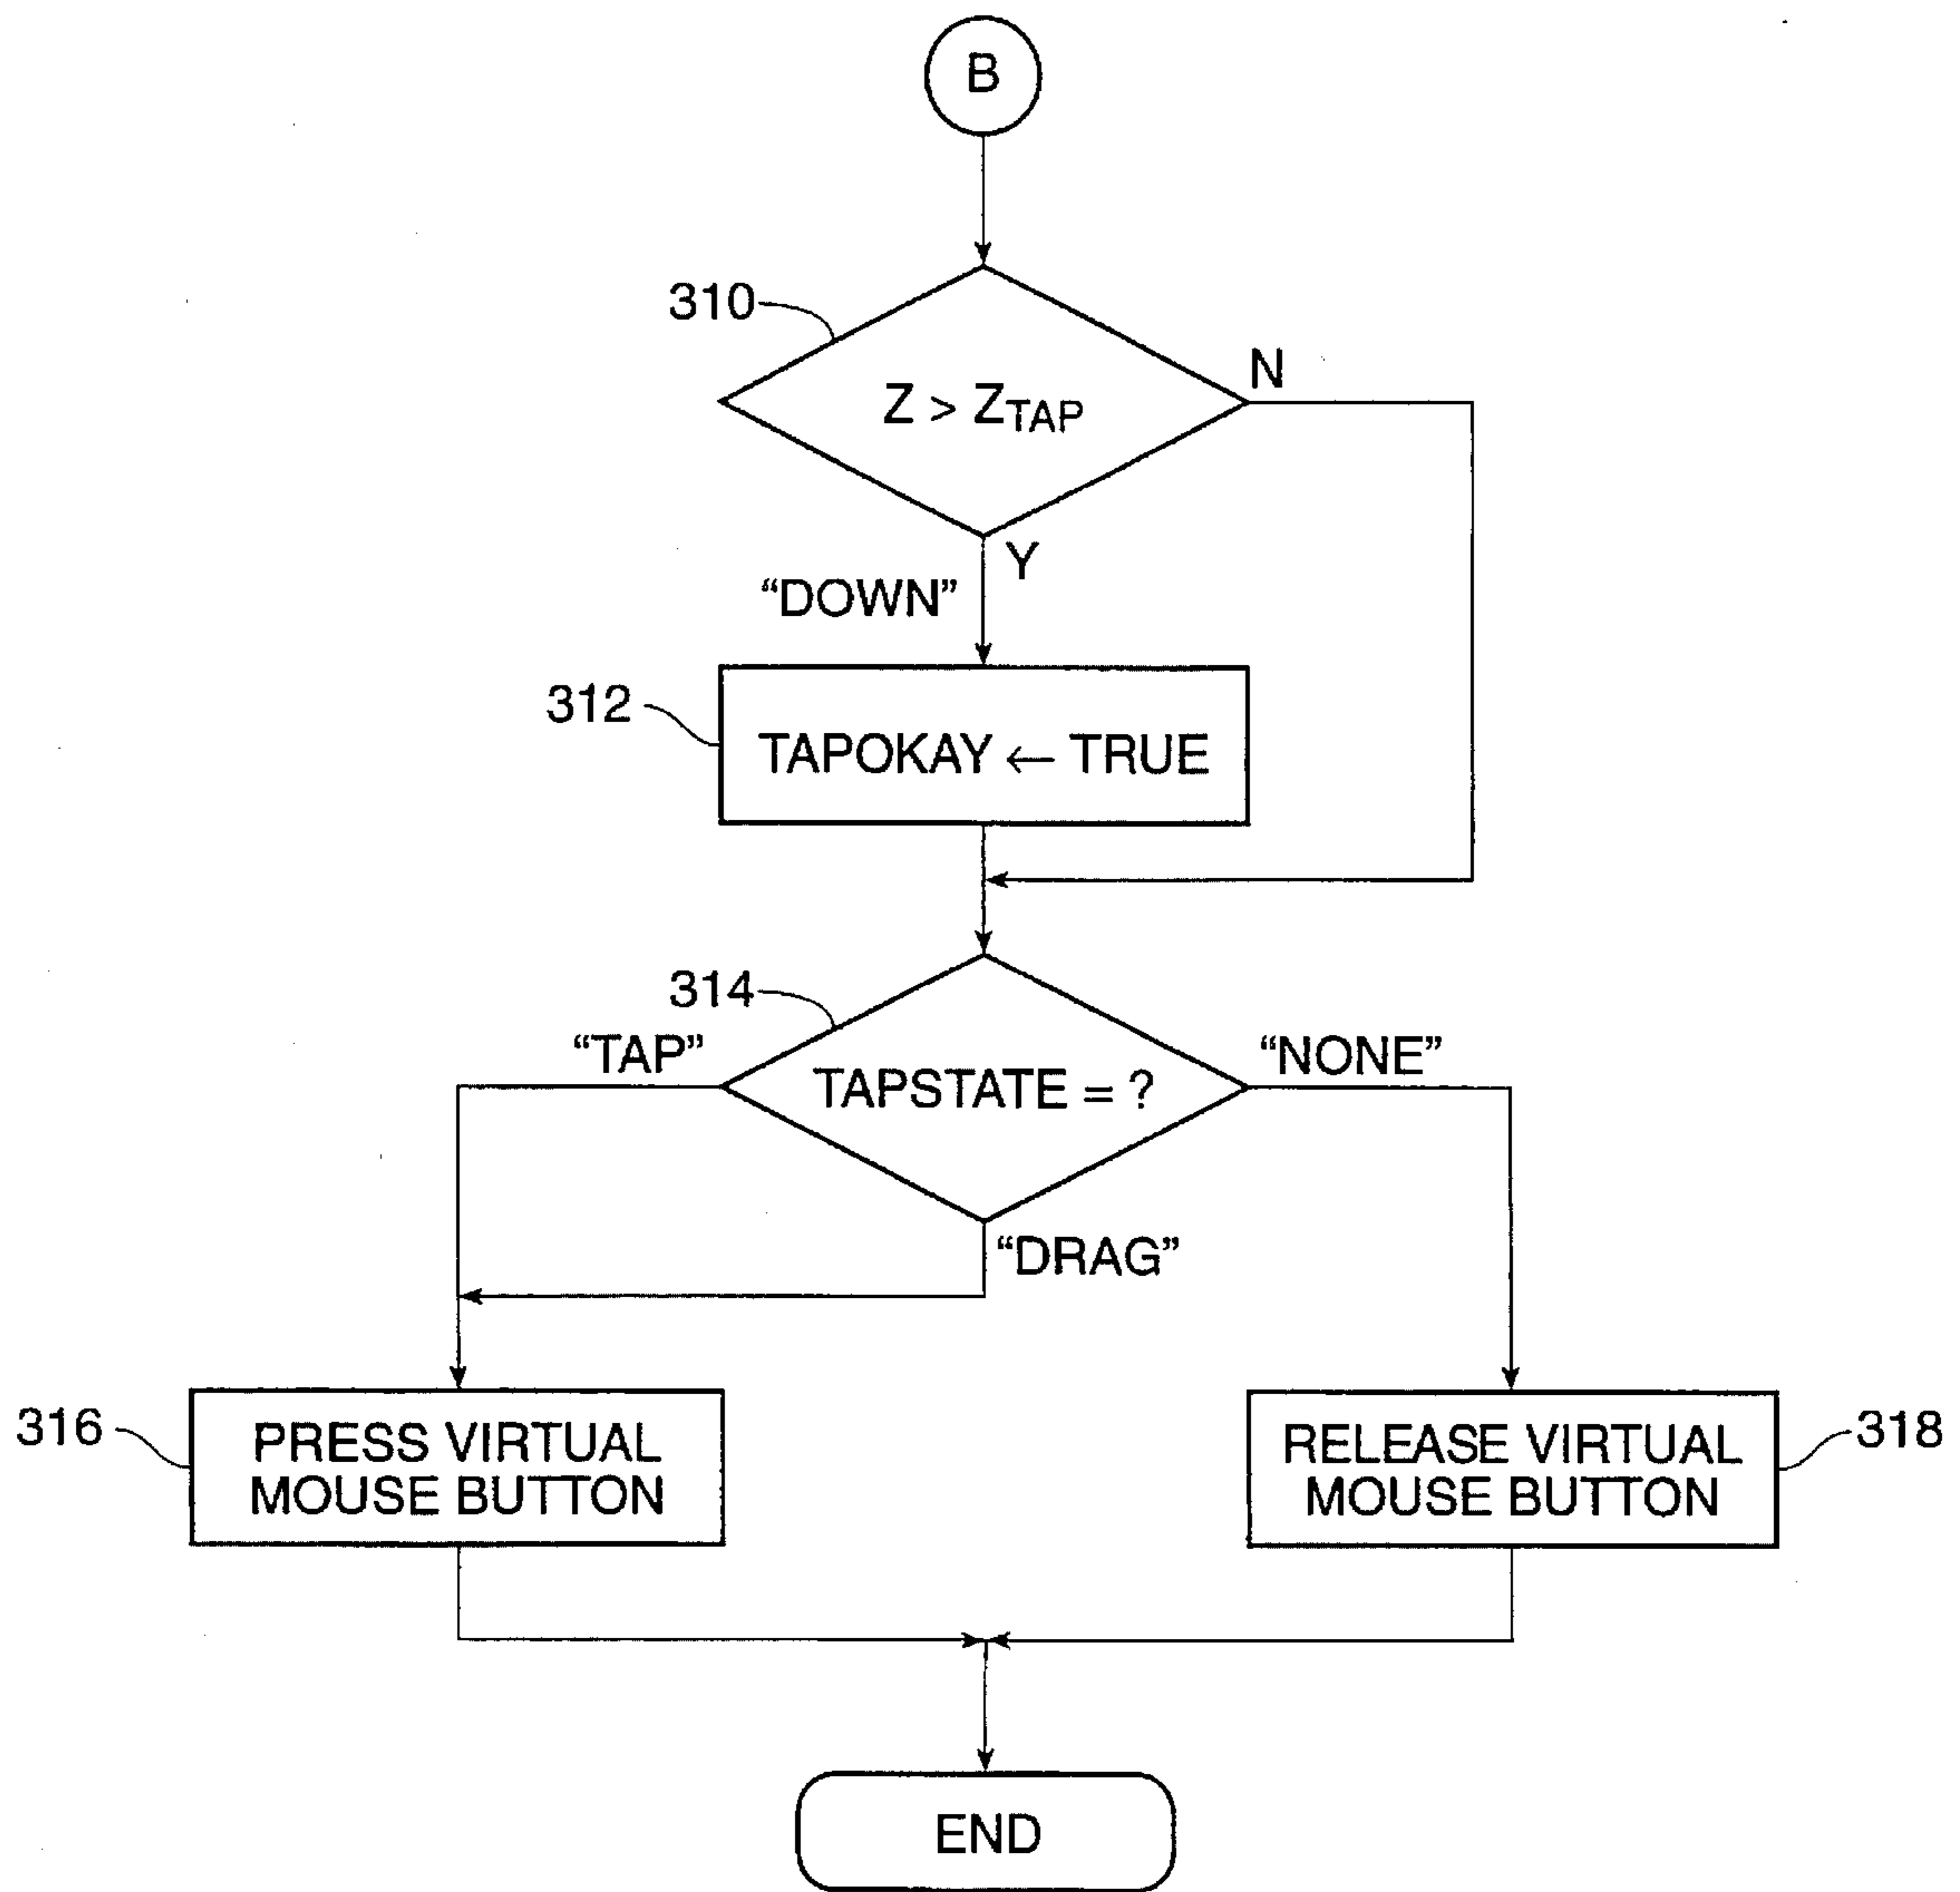 B
310
N
Z > ZTAP
Y
“DOWN”
312
TAPOKAY ← TRUE
314
“TAP”
“NONE”
TAPSTATE = ?
“DRAG”
316
PRESS VIRTUAL
MOUSE BUTTON
RELEASE VIRTUAL
MOUSE BUTTON
318
END